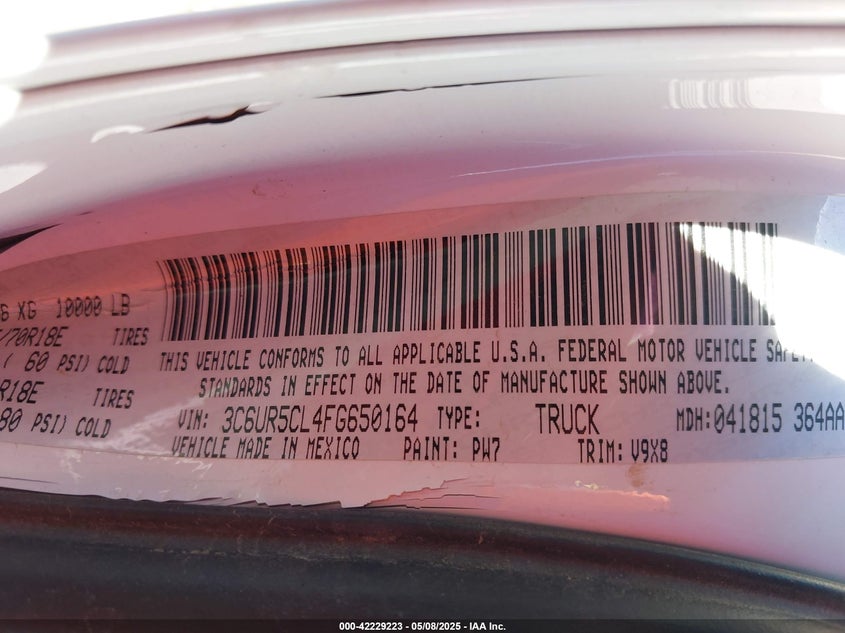 XG 10000 LB
/70R18E TIRES
( 60 PSI) COLD
R18E TIRES
80 PSI) COLD
THIS VEHICLE CONFORMS TO ALL APPLICABLE U.S.A. FEDERAL MOTOR VEHICLE
STANDARDS IN EFFECT ON THE DATE OF MANUFACTURE SHOWN ABOVE.
VIN: 3C6UR5CL4FG650164 TYPE: TRUCK MDH: 041815 364AA
VEHICLE MADE IN MEXICO PAINT: PW7 TRIM: V9X8
000-42229223 - 05/08/2025 - IAA Inc.